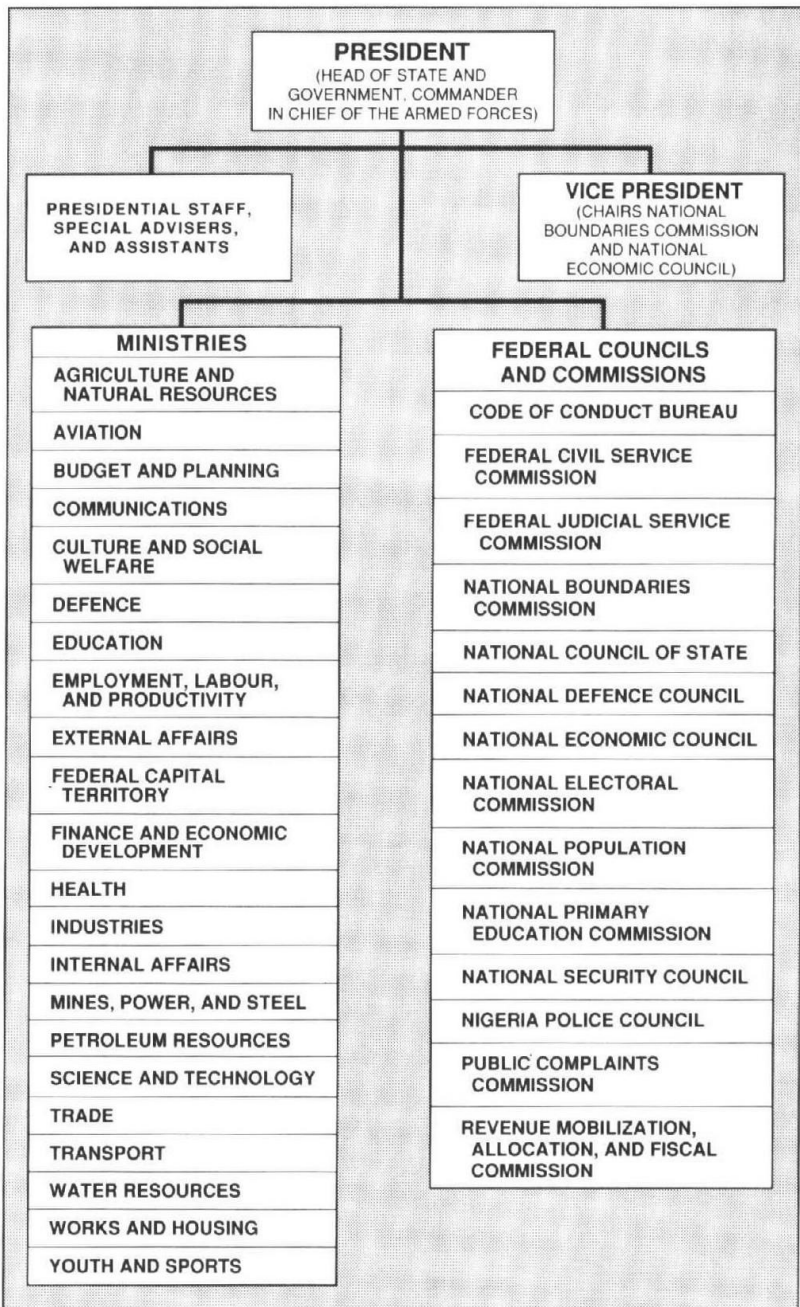 PRESIDENT
(HEAD OF STATE AND
GOVERNMENT, COMMANDER
IN CHIEF OF THE ARMED FORCES)
PRESIDENTIAL STAFF,
SPECIAL ADVISERS,
AND ASSISTANTS
VICE PRESIDENT
(CHAIRS NATIONAL
BOUNDARIES COMMISSION
AND NATIONAL
ECONOMIC COUNCIL)
MINISTRIES
AGRICULTURE AND
NATURAL RESOURCES
AVIATION
BUDGET AND PLANNING
COMMUNICATIONS
CULTURE AND SOCIAL
WELFARE
DEFENCE
EDUCATION
EMPLOYMENT, LABOUR,
AND PRODUCTIVITY
EXTERNAL AFFAIRS
FEDERAL CAPITAL
TERRITORY
FINANCE AND ECONOMIC
DEVELOPMENT
HEALTH
INDUSTRIES
INTERNAL AFFAIRS
MINES, POWER, AND STEEL
PETROLEUM RESOURCES
SCIENCE AND TECHNOLOGY
TRADE
TRANSPORT
WATER RESOURCES
WORKS AND HOUSING
YOUTH AND SPORTS
FEDERAL COUNCILS
AND COMMISSIONS
CODE OF CONDUCT BUREAU
FEDERAL CIVIL SERVICE
COMMISSION
FEDERAL JUDICIAL SERVICE
COMMISSION
NATIONAL BOUNDARIES
COMMISSION
NATIONAL COUNCIL OF STATE
NATIONAL DEFENCE COUNCIL
NATIONAL ECONOMIC COUNCIL
NATIONAL ELECTORAL
COMMISSION
NATIONAL POPULATION
COMMISSION
NATIONAL PRIMARY
EDUCATION COMMISSION
NATIONAL SECURITY COUNCIL
NIGERIA POLICE COUNCIL
PUBLIC COMPLAINTS
COMMISSION
REVENUE MOBILIZATION,
ALLOCATION, AND FISCAL
COMMISSION